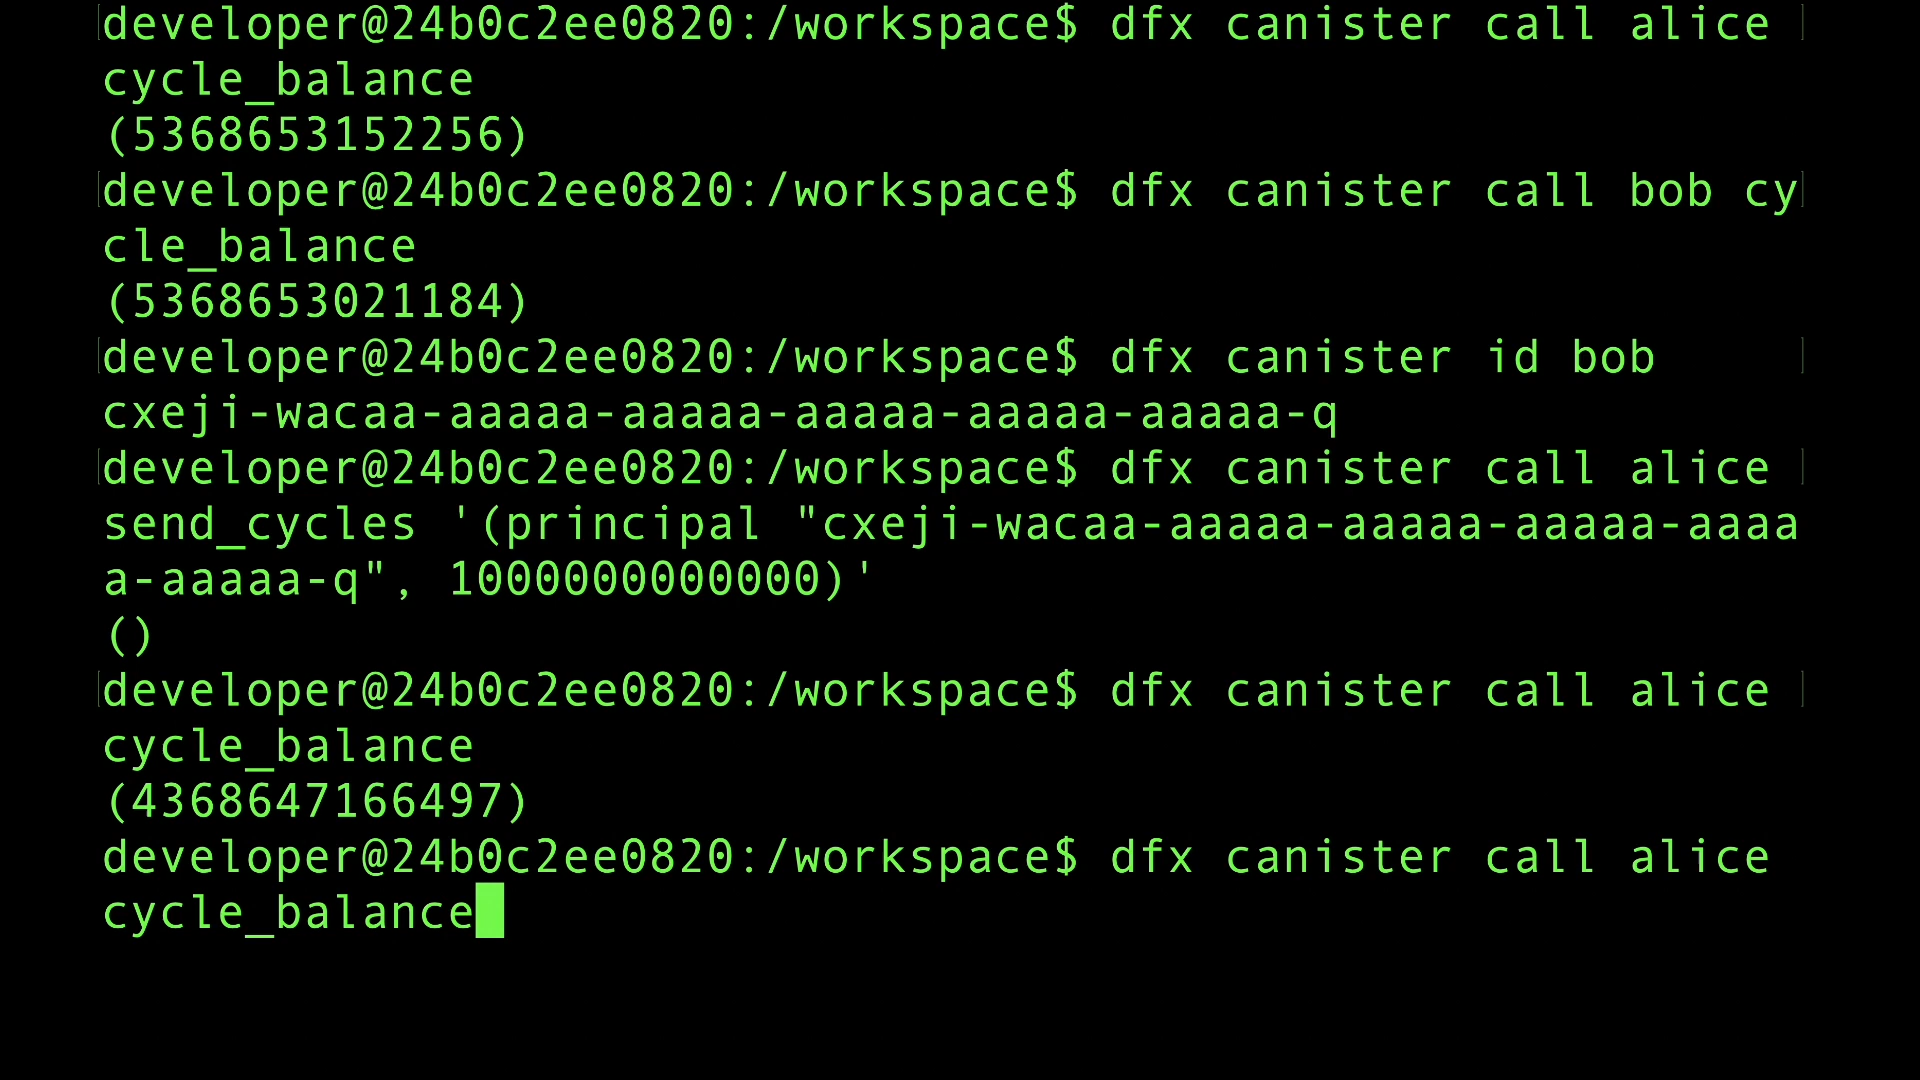 developer@24b0c2ee0820:/workspace$ dfx canister call alice
cycle_balance
(5368653152256)
developer@24b0c2ee0820:/workspace$ dfx canister call bob cy
cle_balance
(5368653021184)
developer@24b0c2ee0820:/workspace$ dfx canister id bob
cxeji-wacaa-aaaaa-aaaaa-aaaaa-aaaaa-aaaaa-q
developer@24b0c2ee0820:/workspace$ dfx canister call alice
send_cycles '(principal "cxeji-wacaa-aaaaa-aaaaa-aaaaa-aaaa
a-aaaaa-q", 1000000000000)'
()
developer@24b0c2ee0820:/workspace$ dfx canister call alice
cycle_balance
(4368647166497)
developer@24b0c2ee0820:/workspace$ dfx canister call alice
cycle_balance